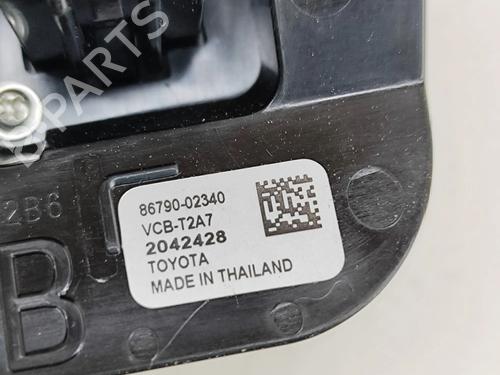 B-PARTS
2B6
B
86790-02340
VCB-T2A7
2042428
TOYOTA
MADE IN THAILAND